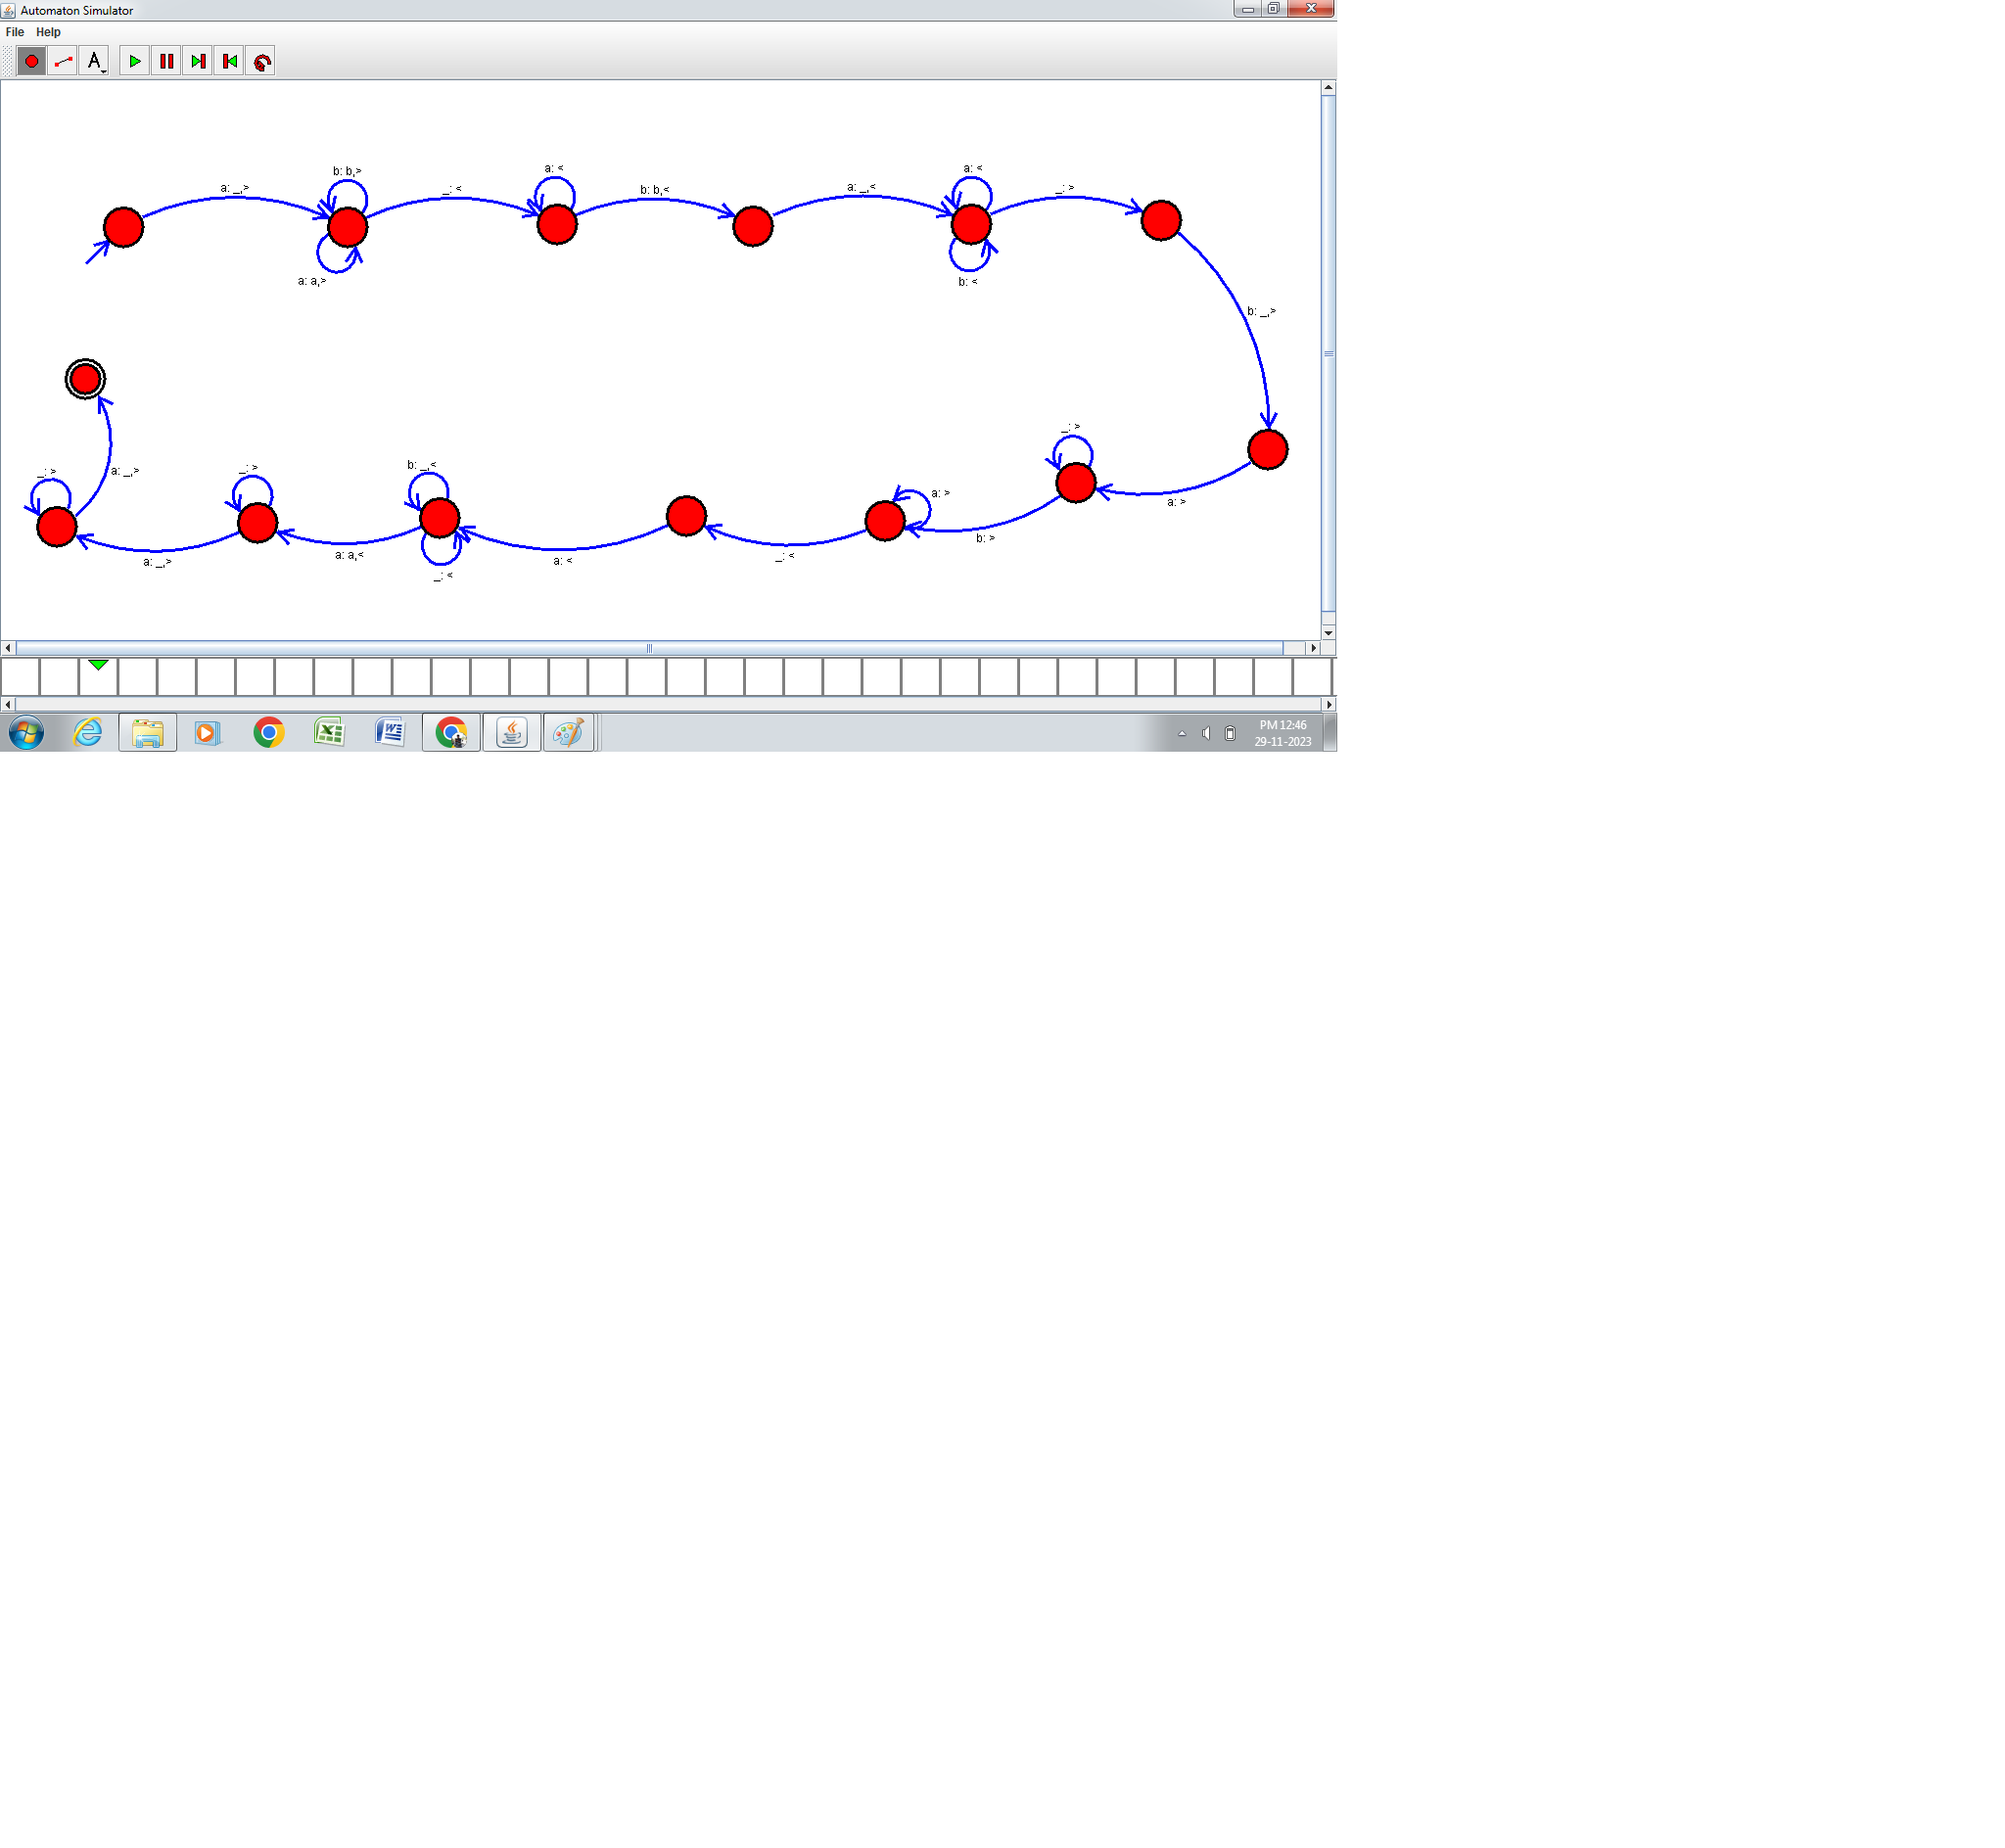 Automaton Simulator
File Help
A
a: <
a: <
b: b,>
a: _,>
_: <
b: b,<
a: _,<
_: >
a: a,>
b: <
b: _,>
_: >
b: _,<
_: >
_: >
a: _,>
a: >
a: >
b: >
a: _,>
a: a,<
a: <
_: <
_: <
PM 12:46
29-11-2023